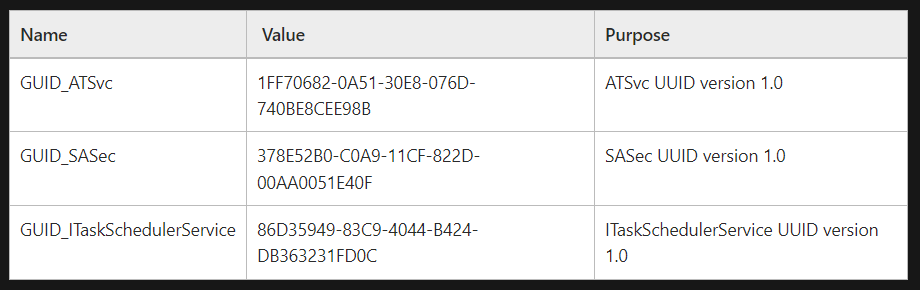 Name Value Purpose
GUID_ATSvc 1FF70682-0A51-30E8-076D- ATSvc UUID version 1.0
740BE8CEE98B
GUID_SASec 378E52B0-C0A9-11CF-822D- SASec UUID version 1.0
00AA0051E40F
GUID_ITaskSchedulerService 86D35949-83C9-4044-B424- ITaskSchedulerService UUID version
DB363231FD0C 1.0